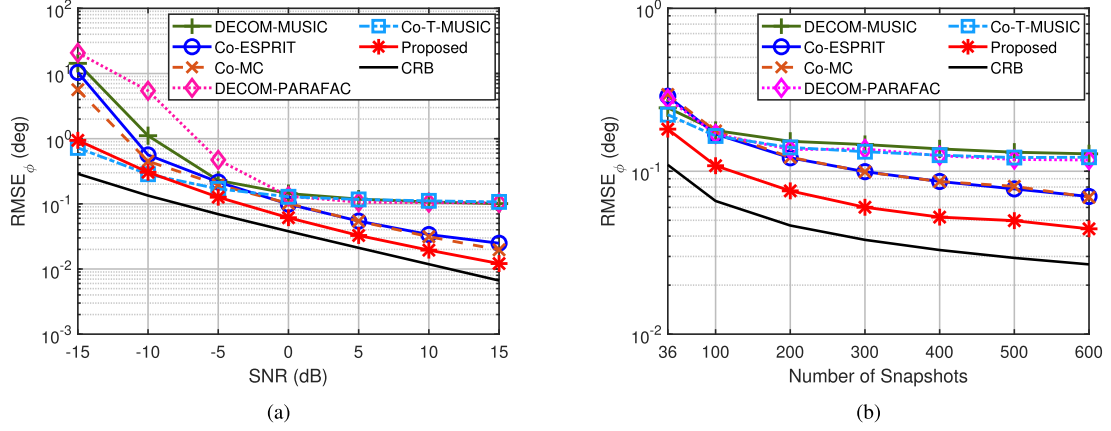 DECOM-MUSIC
Co-ESPRIT
Co-MC
DECOM-PARAFAC
Co-T-MUSIC
Proposed
CRB
10^2
10^1
10^0
10^-1
10^-2
10^-3
RMSE_ϕ (deg)
-15 -10 -5 0 5 10 15
SNR (dB)
(a)
DECOM-MUSIC
Co-ESPRIT
Co-MC
DECOM-PARAFAC
Co-T-MUSIC
Proposed
CRB
10^0
10^-1
10^-2
RMSE_ϕ (deg)
36 100 200 300 400 500 600
Number of Snapshots
(b)